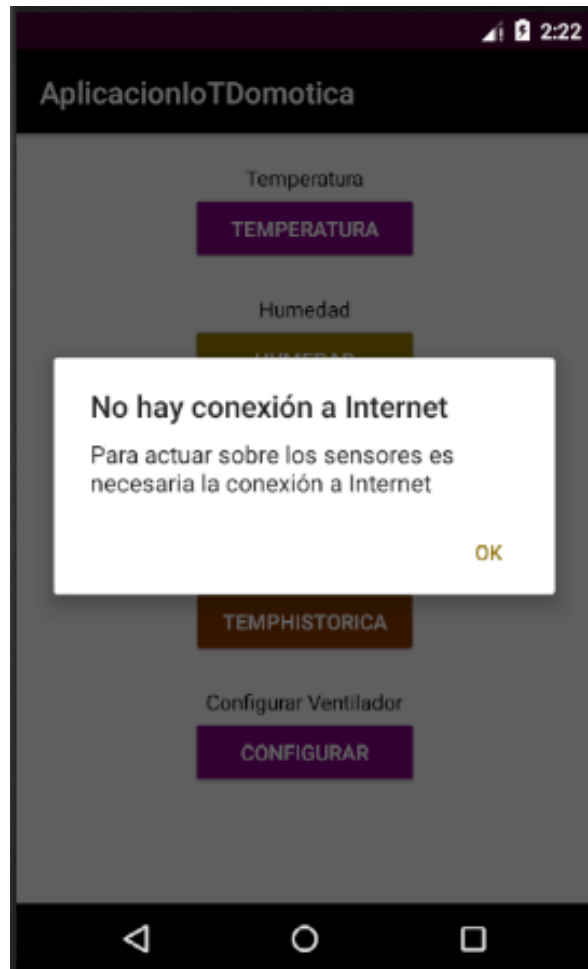 2:22
AplicacionIoTDomotica
Temperatura
TEMPERATURA
Humedad
No hay conexión a Internet
Para actuar sobre los sensores es
necesaria la conexión a Internet
OK
TEMPHISTORICA
Configurar Ventilador
CONFIGURAR